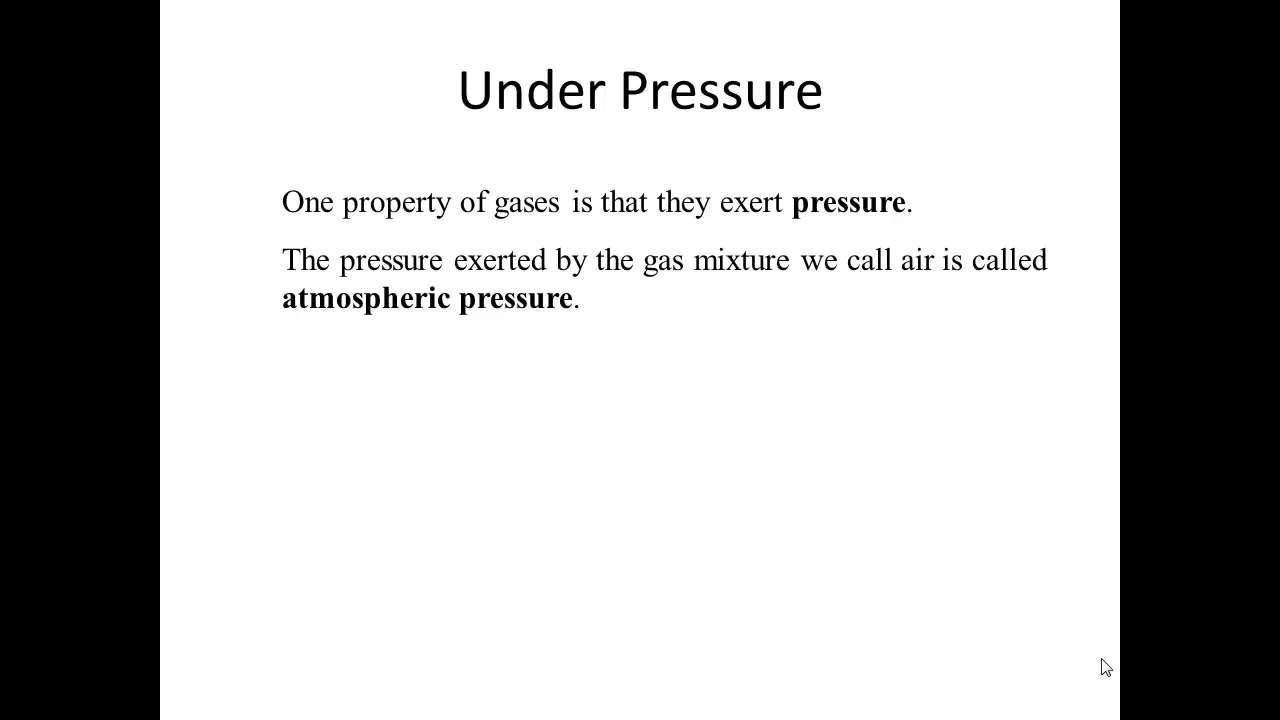 Under Pressure
One property of gases is that they exert pressure.
The pressure exerted by the gas mixture we call air is called
atmospheric pressure.